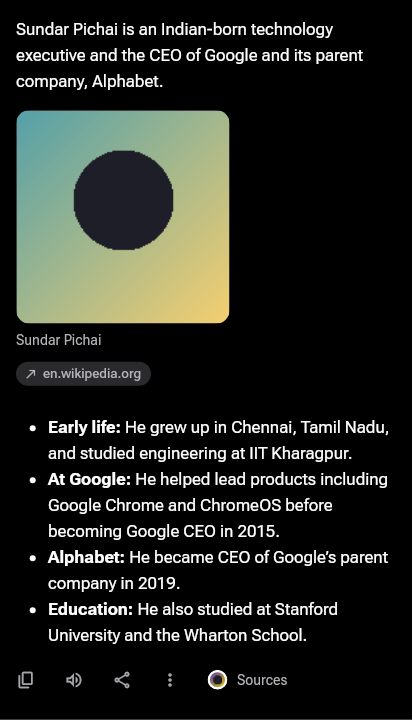 Sundar Pichai is an Indian-born technology
executive and the CEO of Google and its parent
company, Alphabet.
Sundar Pichai
en.wikipedia.org
Early life: He grew up in Chennai, Tamil Nadu,
and studied engineering at IIT Kharagpur.
At Google: He helped lead products including
Google Chrome and ChromeOS before
becoming Google CEO in 2015.
Alphabet: He became CEO of Google’s parent
company in 2019.
Education: He also studied at Stanford
University and the Wharton School.
Sources